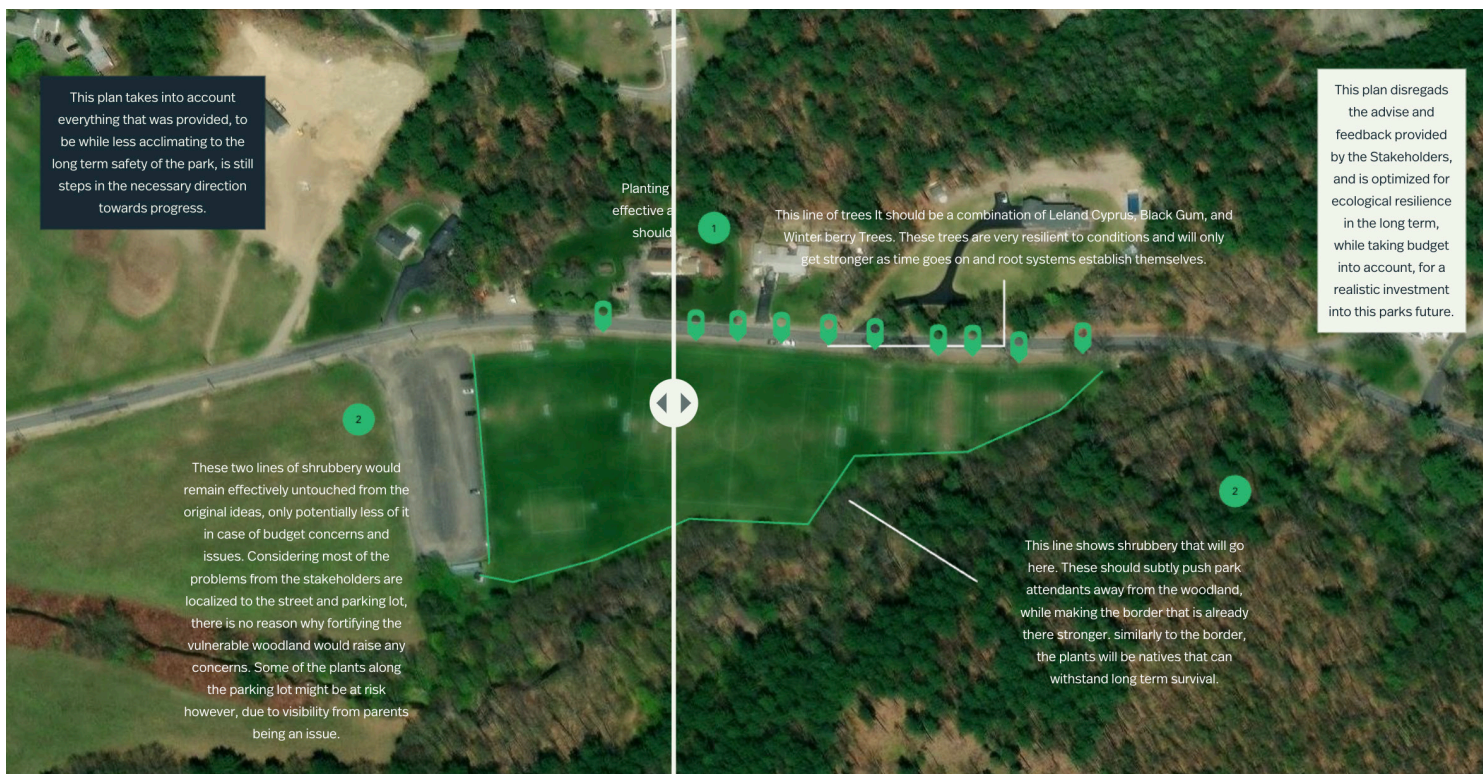 This plan takes into account
everything that was provided, to
be while less acclimating to the
long term safety of the park, is still
steps in the necessary direction
towards progress.
Planting
effective a
should
1
This line of trees It should be a combination of Leland Cyprus, Black Gum, and
Winter berry Trees. These trees are very resilient to conditions and will only
get stronger as time goes on and root systems establish themselves.
This plan disregads
the advise and
feedback provided
by the Stakeholders,
and is optimized for
ecological resilience
in the long term,
while taking budget
into account, for a
realistic investment
into this parks future.
2
These two lines of shrubbery would
remain effectively untouched from the
original ideas, only potentially less of it
in case of budget concerns and
issues. Considering most of the
problems from the stakeholders are
localized to the street and parking lot,
there is no reason why fortifying the
vulnerable woodland would raise any
concerns. Some of the plants along
the parking lot might be at risk
however, due to visibility from parents
being an issue.
2
This line shows shrubbery that will go
here. These should subtly push park
attendants away from the woodland,
while making the border that is already
there stronger. similarly to the border,
the plants will be natives that can
withstand long term survival.